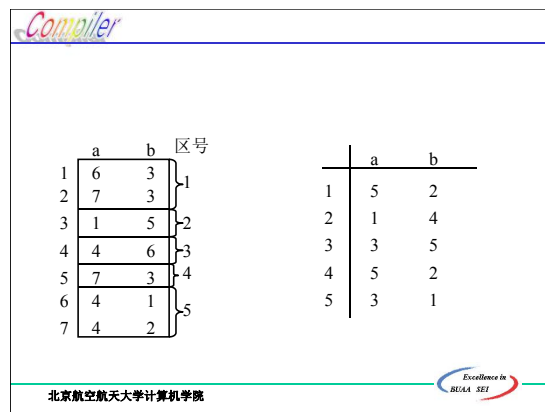 Compiler
a b 区号
1 6 3
2 7 3
1
3 1 5 2
4 4 6 3
5 7 3 4
6 4 1
7 4 2
5
a b
1 5 2
2 1 4
3 3 5
4 5 2
5 3 1
北京航空航天大学计算机学院
Excellence in
BUAA SEI